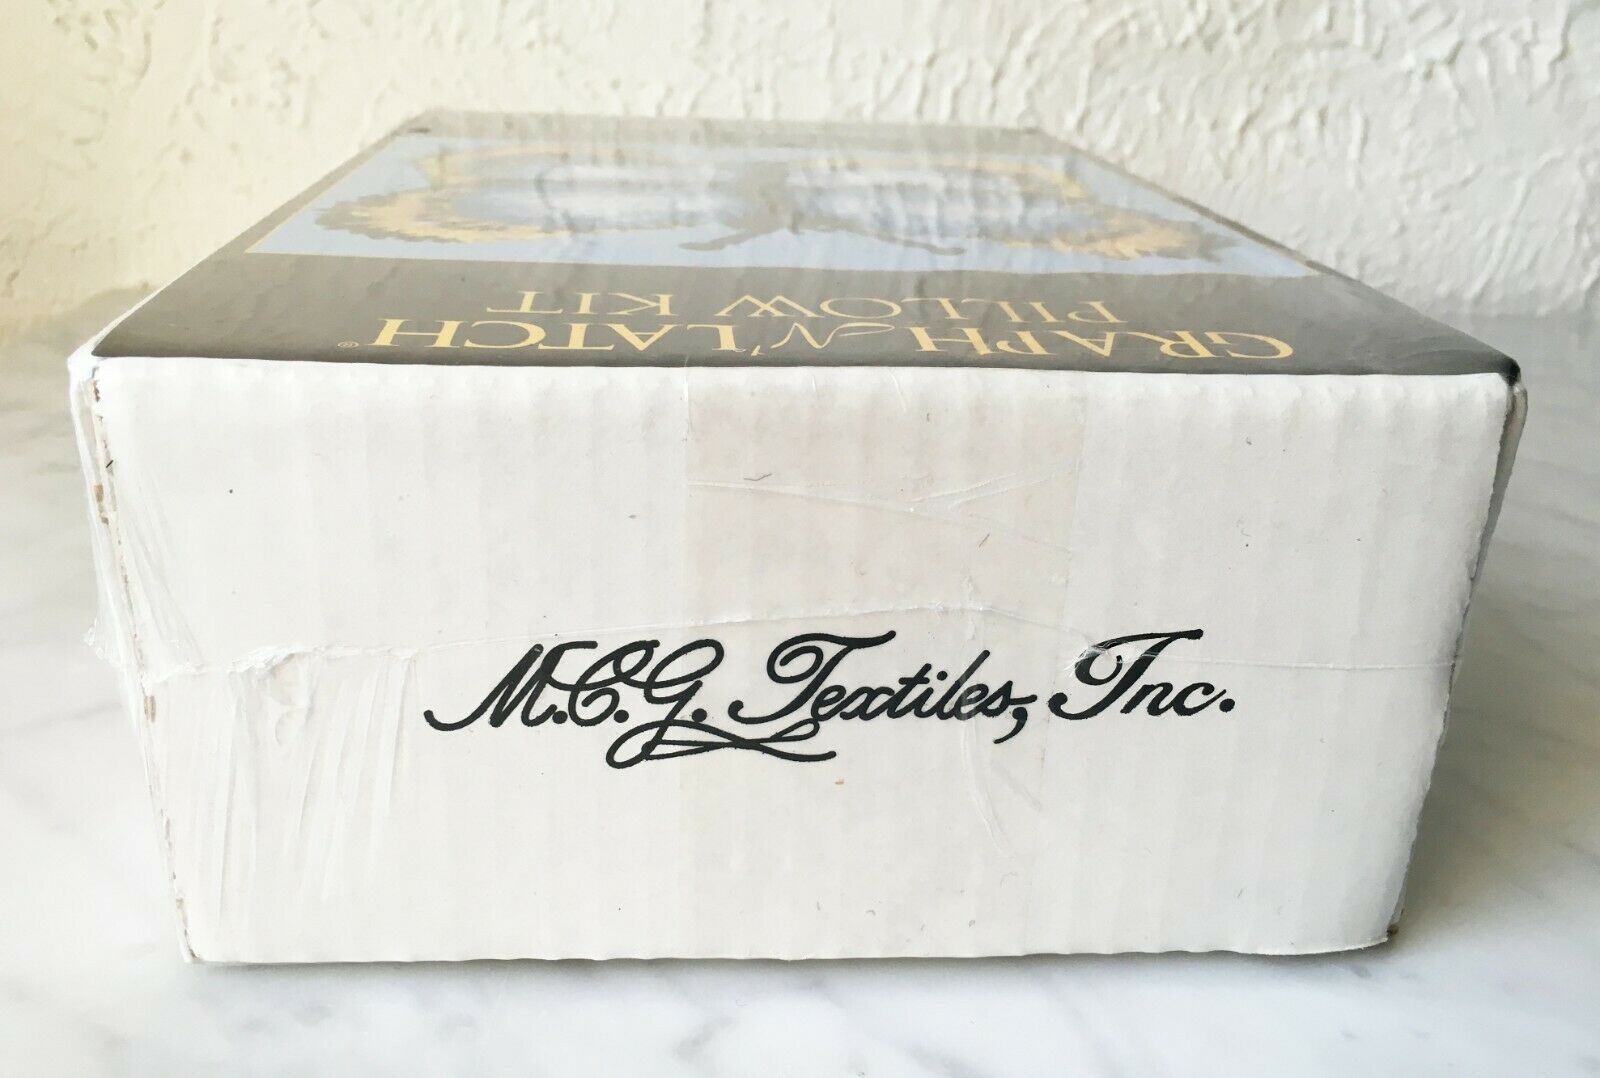 GRAPH N' LATCH®
PILLOW KIT
M.C.G. Textiles, Inc.